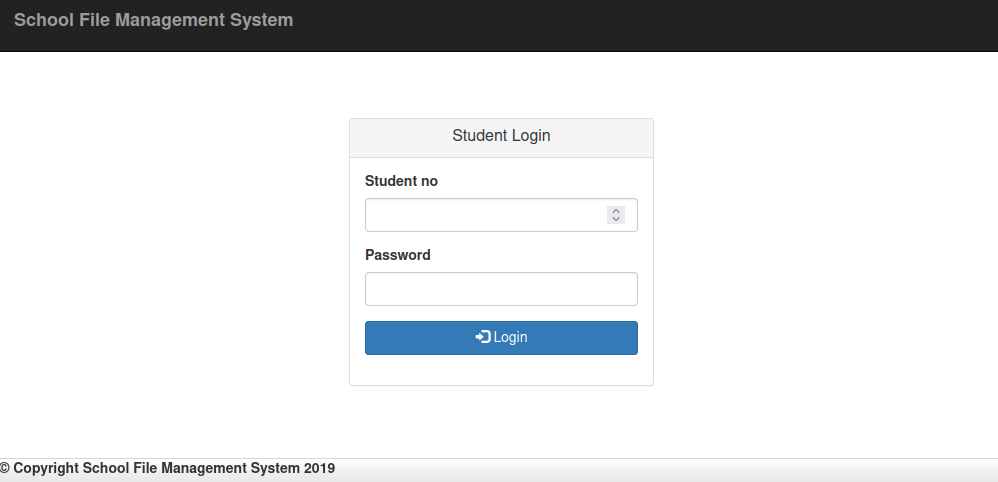 School File Management System
Student Login
Student no
Password
Login
© Copyright School File Management System 2019